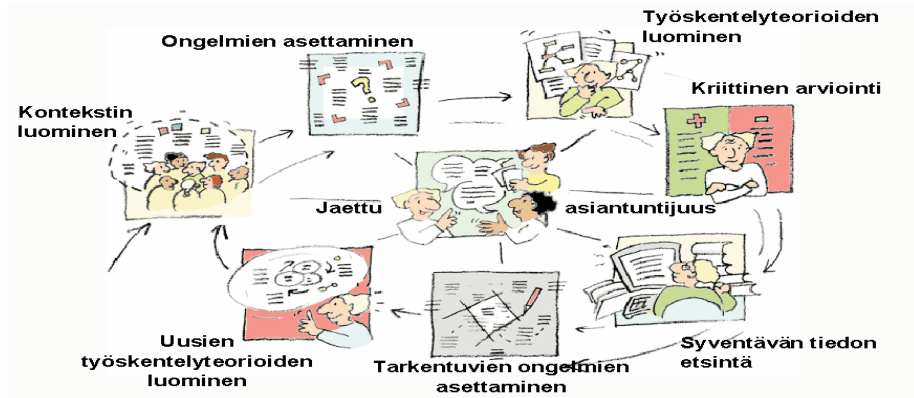 Työskentelyteorioiden
luominen
Ongelmien asettaminen
Kriittinen arviointi
Kontekstin
luominen
?
+
Jaettu asiantuntijuus
Uusien
työskentelyteorioiden
luominen
Tarkentuvien ongelmien
asettaminen
Syventävän tiedon
etsintä